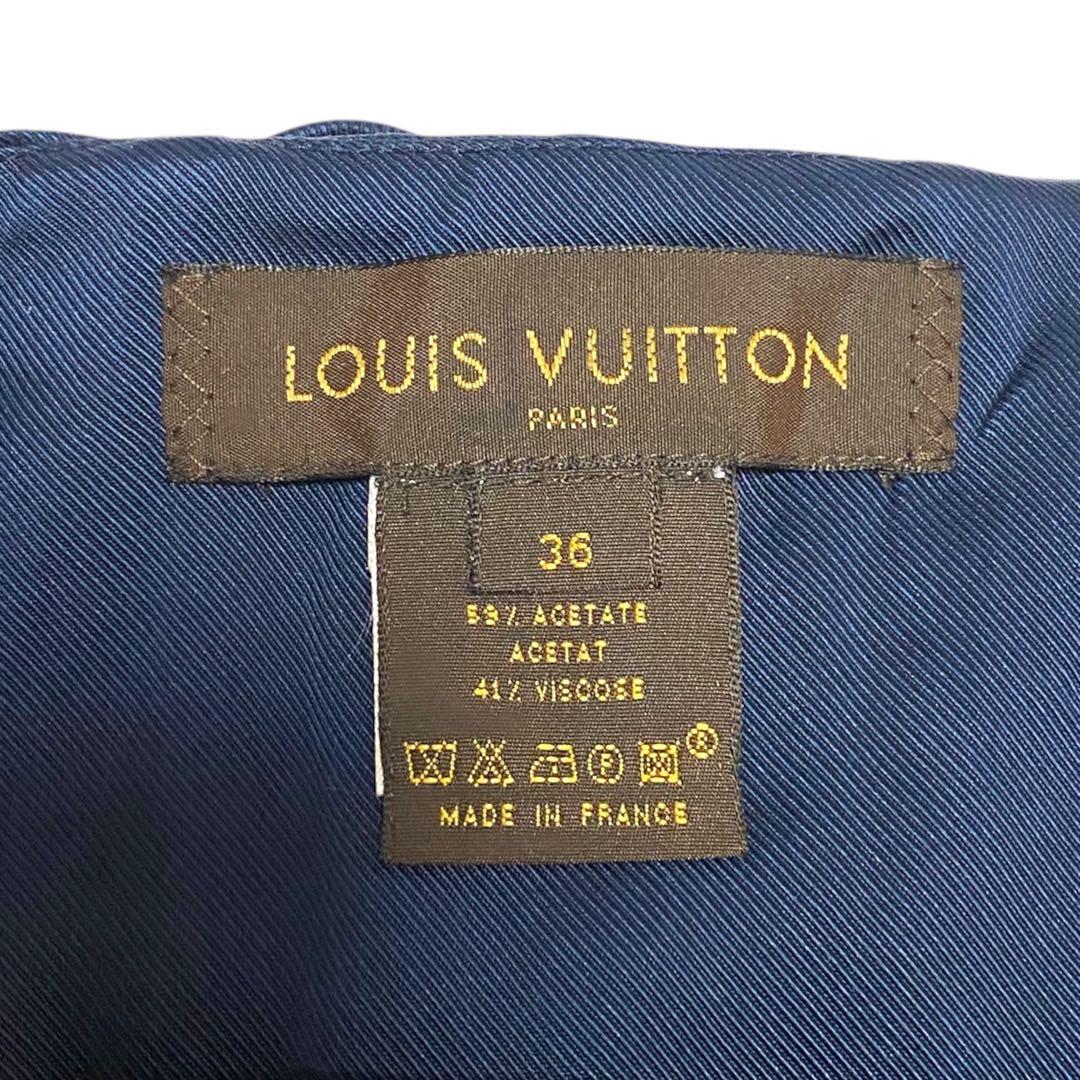 LOUIS VUITTON
PARIS
36
59% ACETATE
ACETAT
41% VISCOSE
F ®
MADE IN FRANCE